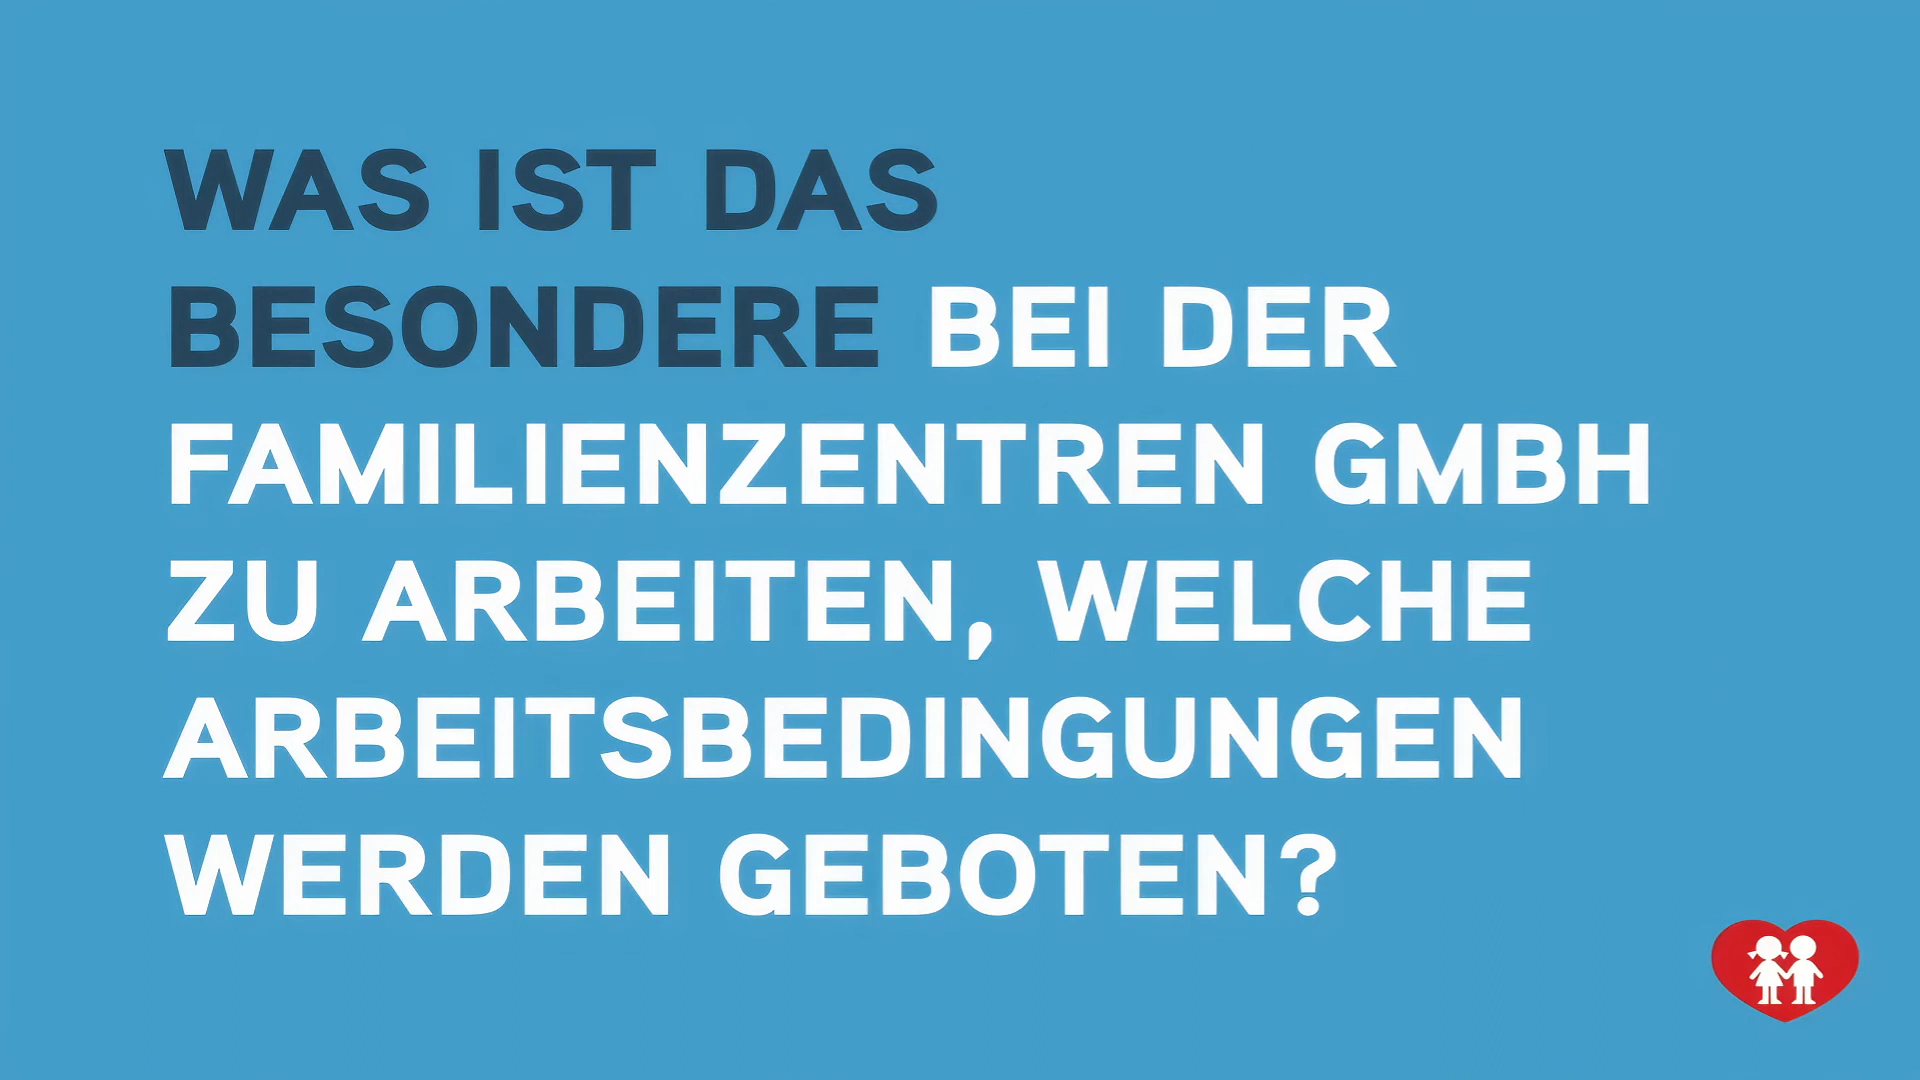 WAS IST DAS
BESONDERE BEI DER
FAMILIENZENTREN GMBH
ZU ARBEITEN, WELCHE
ARBEITSBEDINGUNGEN
WERDEN GEBOTEN?